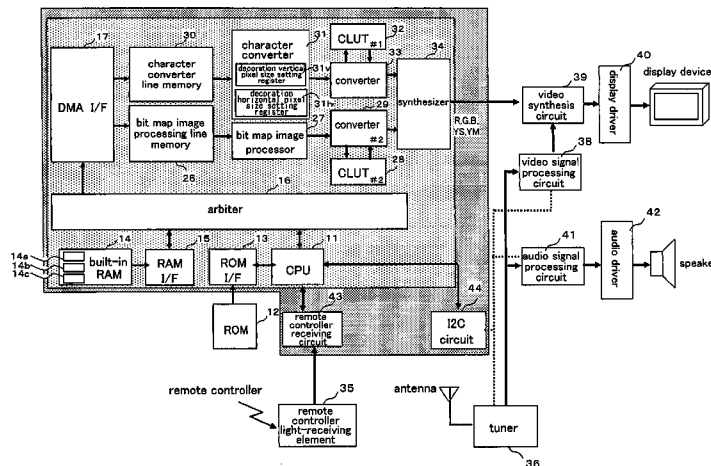 17
30
31
32
CLUT #1
33
34
character converter line memory
character converter
decoration vertical pixel size setting register
31v
decoration horizontal pixel size setting register
31h
converter #1
DMA I/F
synthesizer
bit map image processing line memory
26
27
bit map image processor
29
converter #2
28
CLUT #2
R,G,B, YS,YM
39
video synthesis circuit
40
display driver
display device
38
video signal processing circuit
16
arbiter
41
audio signal processing circuit
42
audio driver
speake
14
14a
14b
14c
built-in RAM
15
RAM I/F
13
ROM I/F
11
CPU
12
ROM
43
remote controller receiving circuit
44
I2C circuit
remote controller
35
remote controller light-receiving element
antenna
tuner
36